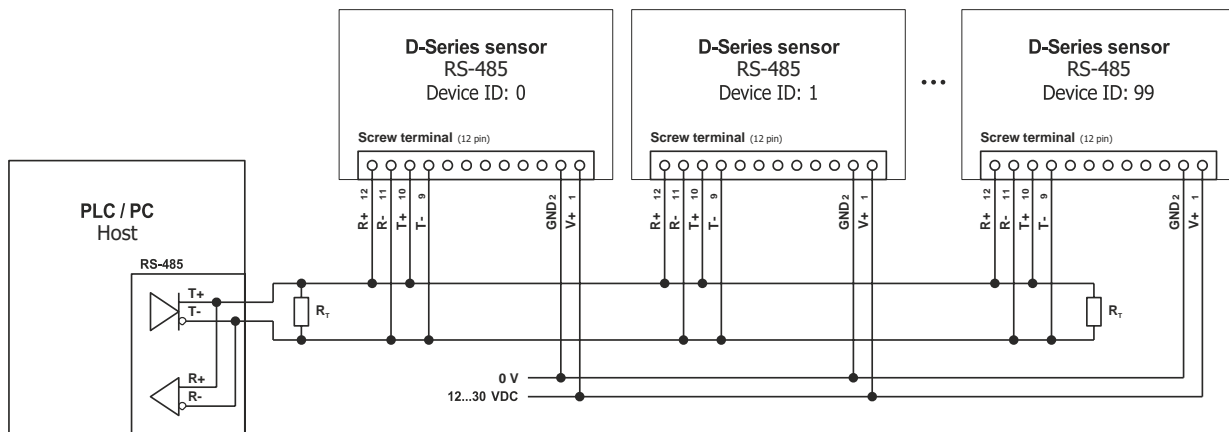 D-Series sensor
RS-485
Device ID: 0
Screw terminal (12 pin)
R+ 12
R- 11
T+ 10
T- 9
GND 2
V+ 1
D-Series sensor
RS-485
Device ID: 1
Screw terminal (12 pin)
R+ 12
R- 11
T+ 10
T- 9
GND 2
V+ 1
...
D-Series sensor
RS-485
Device ID: 99
Screw terminal (12 pin)
R+ 12
R- 11
T+ 10
T- 9
GND 2
V+ 1
PLC / PC
Host
RS-485
T+
T-
R+
R-
RT
RT
0 V
12...30 VDC